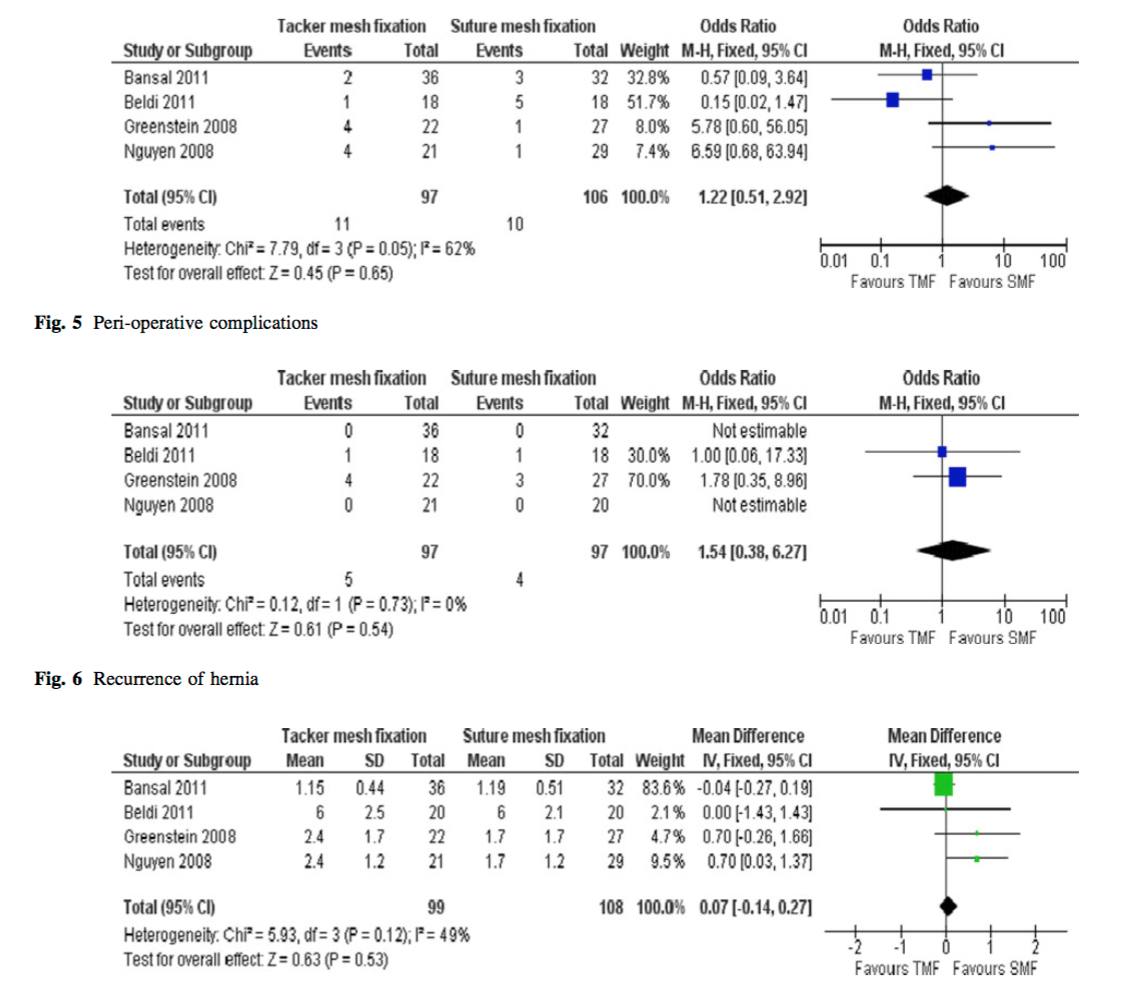 Tacker mesh fixation Suture mesh fixation Odds Ratio Odds Ratio
Study or Subgroup Events Total Events Total Weight M-H, Fixed, 95% CI M-H, Fixed, 95% CI
Bansal 2011 2 36 3 32 32.8% 0.57 [0.09, 3.64]
Beldi 2011 1 18 5 18 51.7% 0.15 [0.02, 1.47]
Greenstein 2008 4 22 1 27 8.0% 5.78 [0.60, 56.05]
Nguyen 2008 4 21 1 29 7.4% 6.59 [0.68, 63.94]
Total (95% CI) 97 106 100.0% 1.22 [0.51, 2.92]
Total events 11 10
Heterogeneity: Chi² = 7.79, df = 3 (P = 0.05); I² = 62%
Test for overall effect: Z = 0.45 (P = 0.65)
0.01 0.1 1 10 100
Favours TMF Favours SMF
Fig. 5 Peri-operative complications
Tacker mesh fixation Suture mesh fixation Odds Ratio Odds Ratio
Study or Subgroup Events Total Events Total Weight M-H, Fixed, 95% CI M-H, Fixed, 95% CI
Bansal 2011 0 36 0 32 Not estimable
Beldi 2011 1 18 1 18 30.0% 1.00 [0.06, 17.33]
Greenstein 2008 4 22 3 27 70.0% 1.78 [0.35, 8.96]
Nguyen 2008 0 21 0 20 Not estimable
Total (95% CI) 97 97 100.0% 1.54 [0.38, 6.27]
Total events 5 4
Heterogeneity: Chi² = 0.12, df = 1 (P = 0.73); I² = 0%
Test for overall effect: Z = 0.61 (P = 0.54)
0.01 0.1 1 10 100
Favours TMF Favours SMF
Fig. 6 Recurrence of hernia
Tacker mesh fixation Suture mesh fixation Mean Difference Mean Difference
Study or Subgroup Mean SD Total Mean SD Total Weight IV, Fixed, 95% CI IV, Fixed, 95% CI
Bansal 2011 1.15 0.44 36 1.19 0.51 32 83.6% -0.04 [-0.27, 0.19]
Beldi 2011 6 2.5 20 6 2.1 20 2.1% 0.00 [-1.43, 1.43]
Greenstein 2008 2.4 1.7 22 1.7 1.7 27 4.7% 0.70 [-0.26, 1.66]
Nguyen 2008 2.4 1.2 21 1.7 1.2 29 9.5% 0.70 [0.03, 1.37]
Total (95% CI) 99 108 100.0% 0.07 [-0.14, 0.27]
Heterogeneity: Chi² = 5.93, df = 3 (P = 0.12); I² = 49%
Test for overall effect: Z = 0.63 (P = 0.53)
-2 -1 0 1 2
Favours TMF Favours SMF